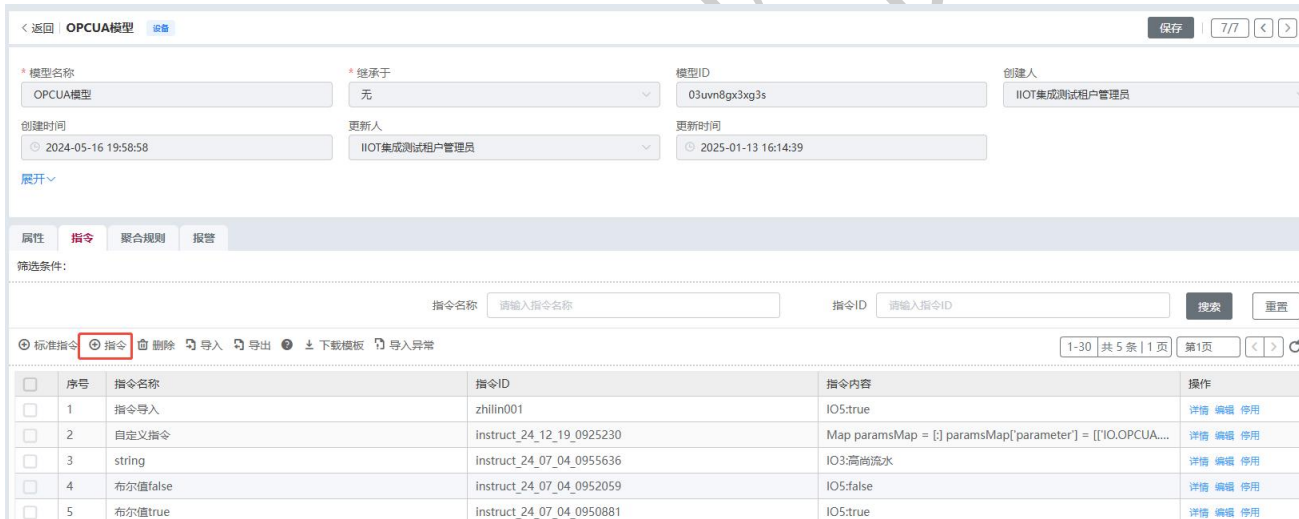 返回 OPCUA模型 设备 保存 7/7
* 模型名称 * 继承于 模型ID 创建人
OPCUA模型 无 03uvn8gx3xg3s IIOT集成测试租户管理员
创建时间 更新人 更新时间
2024-05-16 19:58:58 IIOT集成测试租户管理员 2025-01-13 16:14:39
展开
属性 指令 聚合规则 报警
筛选条件：
指令名称 请输入指令名称 指令ID 请输入指令ID 搜索 重置
标准指令 指令 删除 导入 导出 下载模板 导入异常 1-30 共 5 条 1 页 第1页
序号 指令名称 指令ID 指令内容 操作
1 指令导入 zhilin001 IO5:true 详情 编辑 停用
2 自定义指令 instruct_24_12_19_0925230 Map paramsMap = [:] paramsMap['parameter'] = [['IO.OPCUA.... 详情 编辑 停用
3 string instruct_24_07_04_0955636 IO3:高尚流水 详情 编辑 停用
4 布尔值false instruct_24_07_04_0952059 IO5:false 详情 编辑 停用
5 布尔值true instruct_24_07_04_0950881 IO5:true 详情 编辑 停用